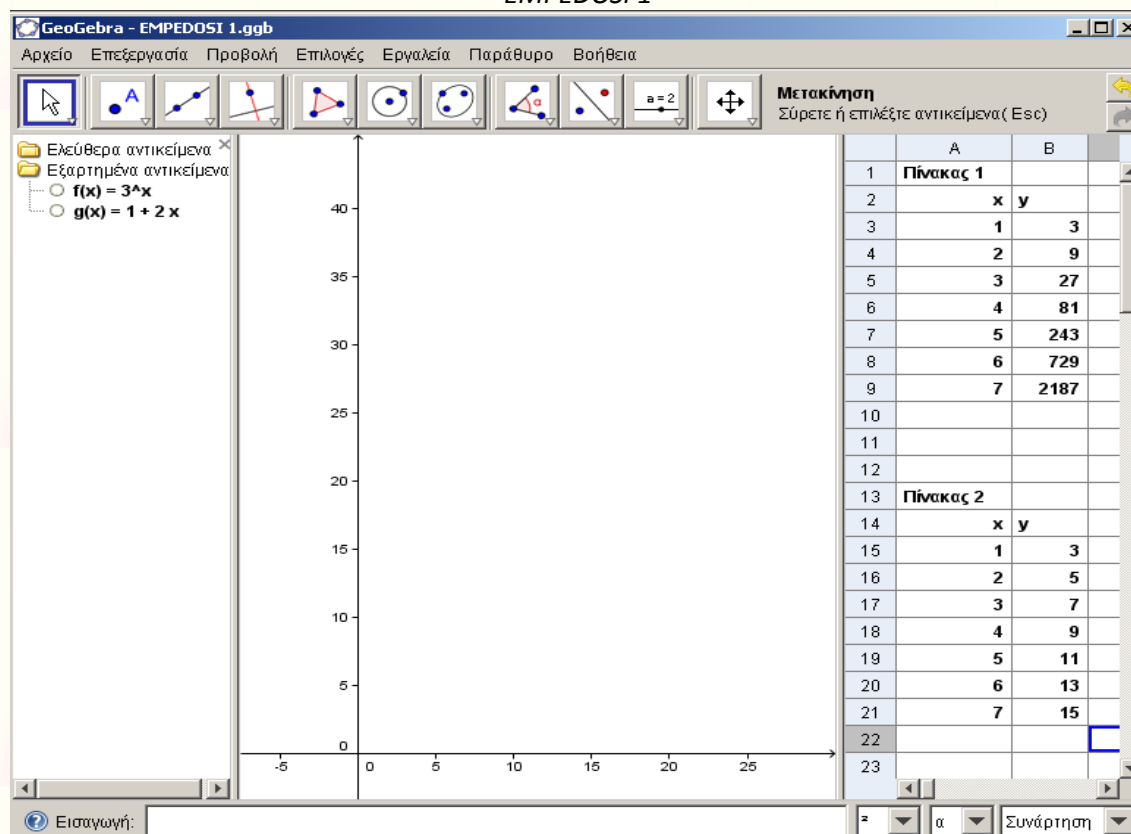 EMPEDOSI 1
GeoGebra - EMPEDOSI 1.ggb
Αρχείο Επεξεργασία Προβολή Επιλογές Εργαλεία Παράθυρο Βοήθεια
A α a = 2
Μετακίνηση
Σύρετε ή επιλέξτε αντικείμενα( Esc)
Ελεύθερα αντικείμενα
Εξαρτημένα αντικείμενα
f(x) = 3^x
g(x) = 1 + 2 x
40
35
30
25
20
15
10
5
0
-5 0 5 10 15 20 25
A B
1 Πίνακας 1
2 x y
3 1 3
4 2 9
5 3 27
6 4 81
7 5 243
8 6 729
9 7 2187
10
11
12
13 Πίνακας 2
14 x y
15 1 3
16 2 5
17 3 7
18 4 9
19 5 11
20 6 13
21 7 15
22
23
Εισαγωγή: ² α Συνάρτηση